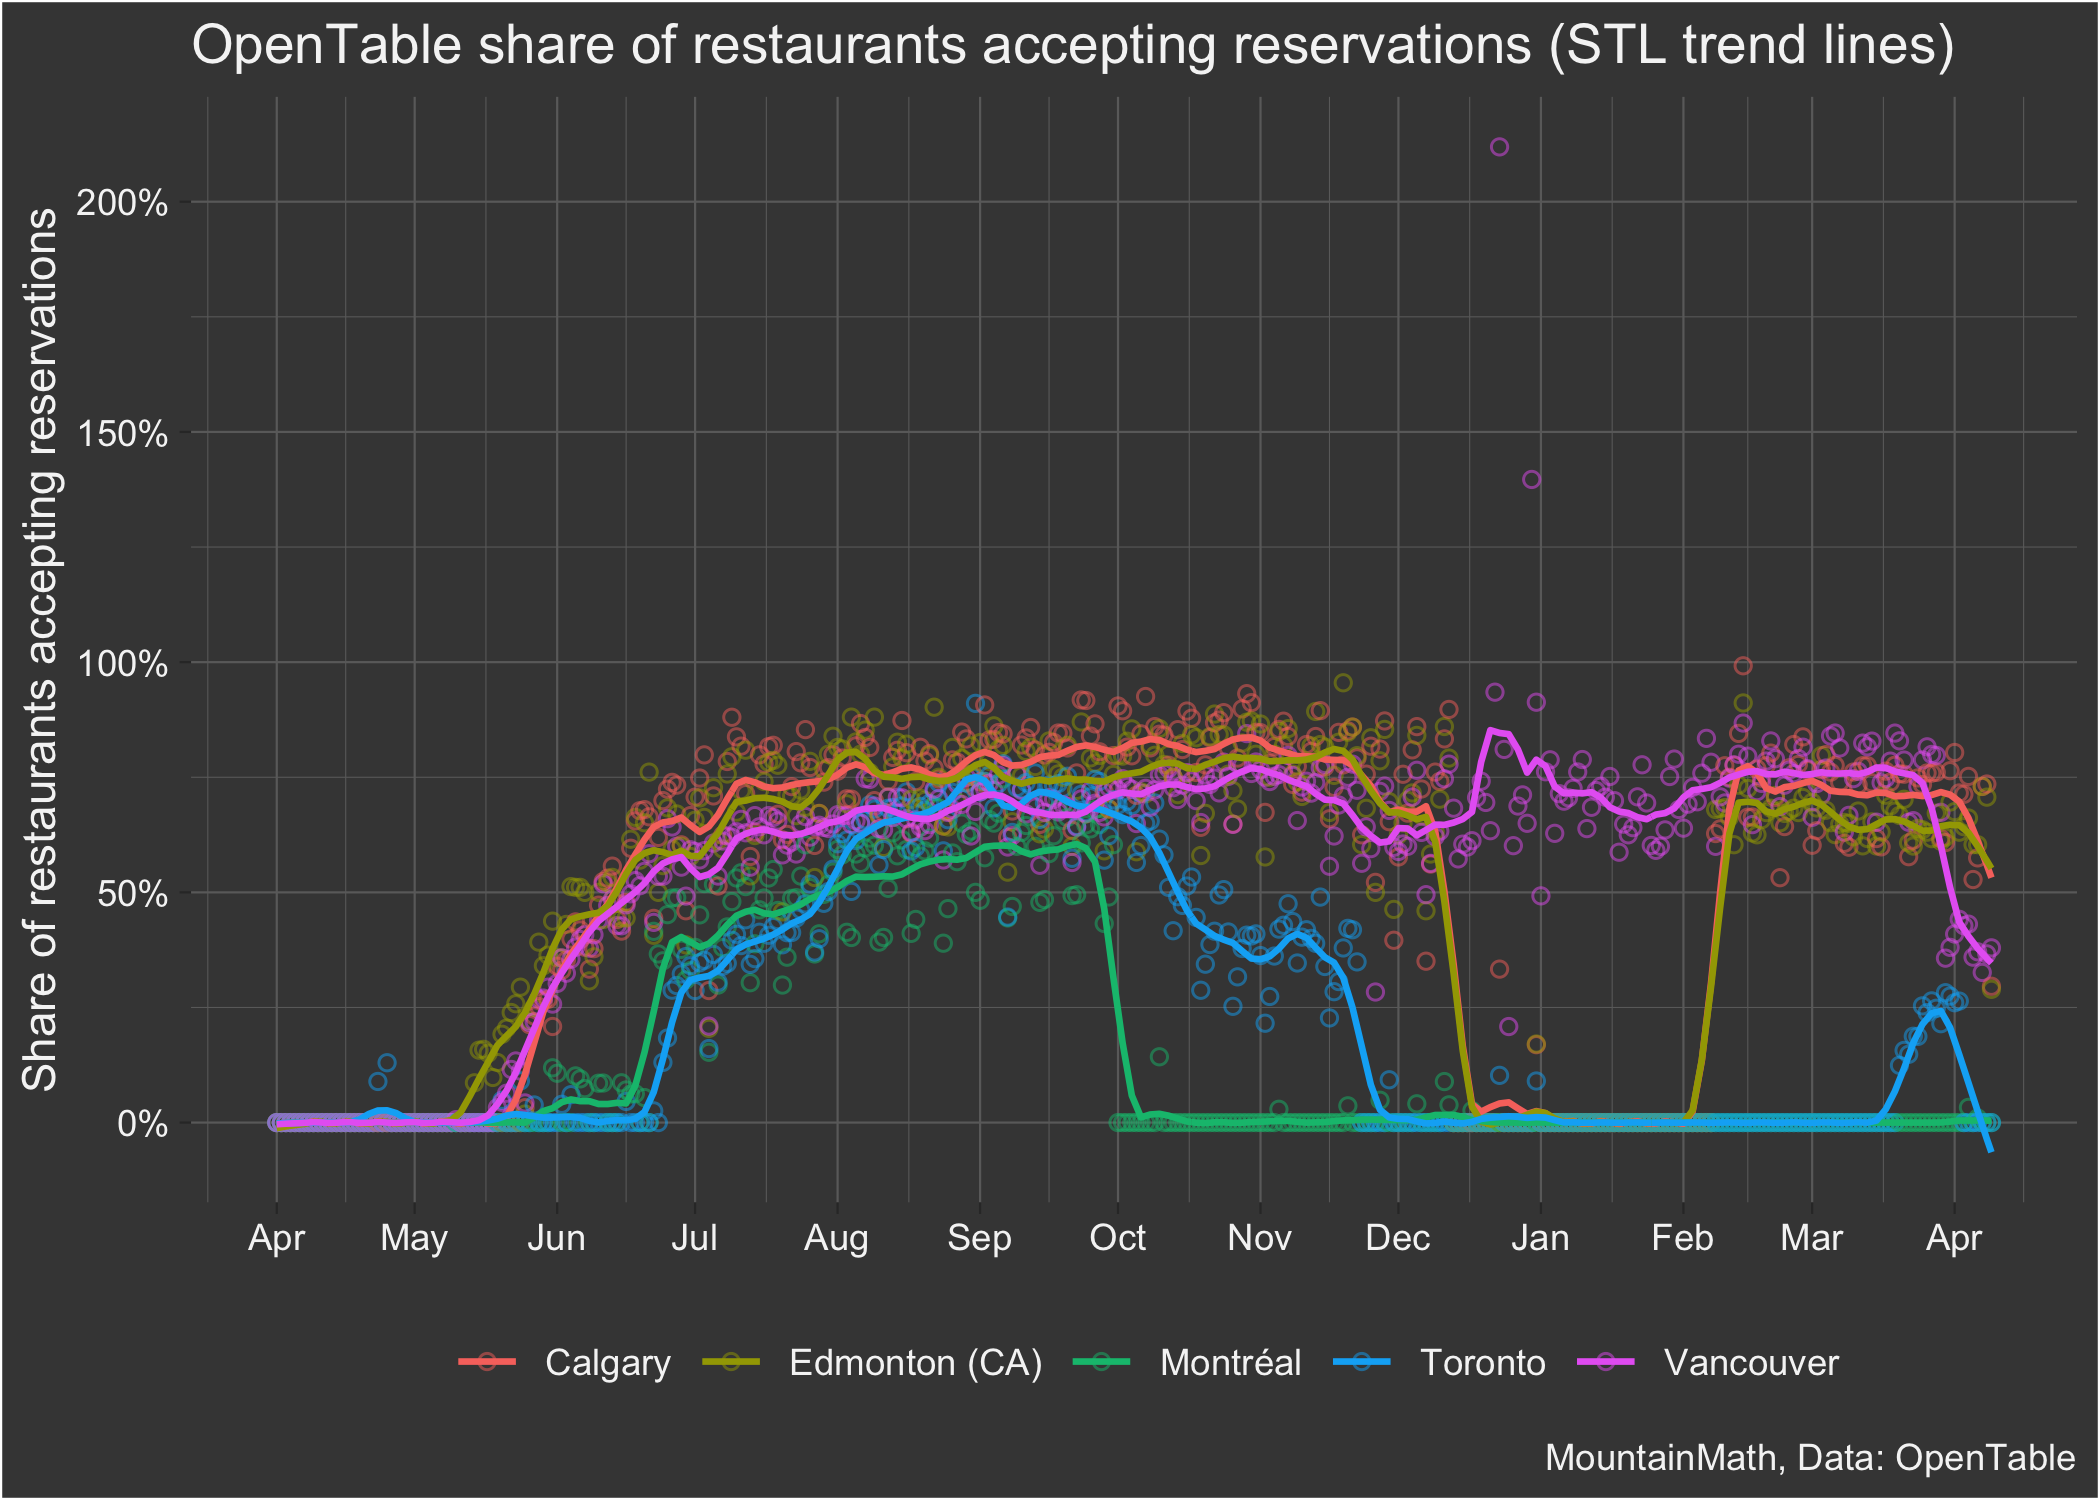 OpenTable share of restaurants accepting reservations (STL trend lines)
Share of restaurants accepting reservations
200%
150%
100%
50%
0%
Apr May Jun Jul Aug Sep Oct Nov Dec Jan Feb Mar Apr
Calgary Edmonton (CA) Montréal Toronto Vancouver
MountainMath, Data: OpenTable